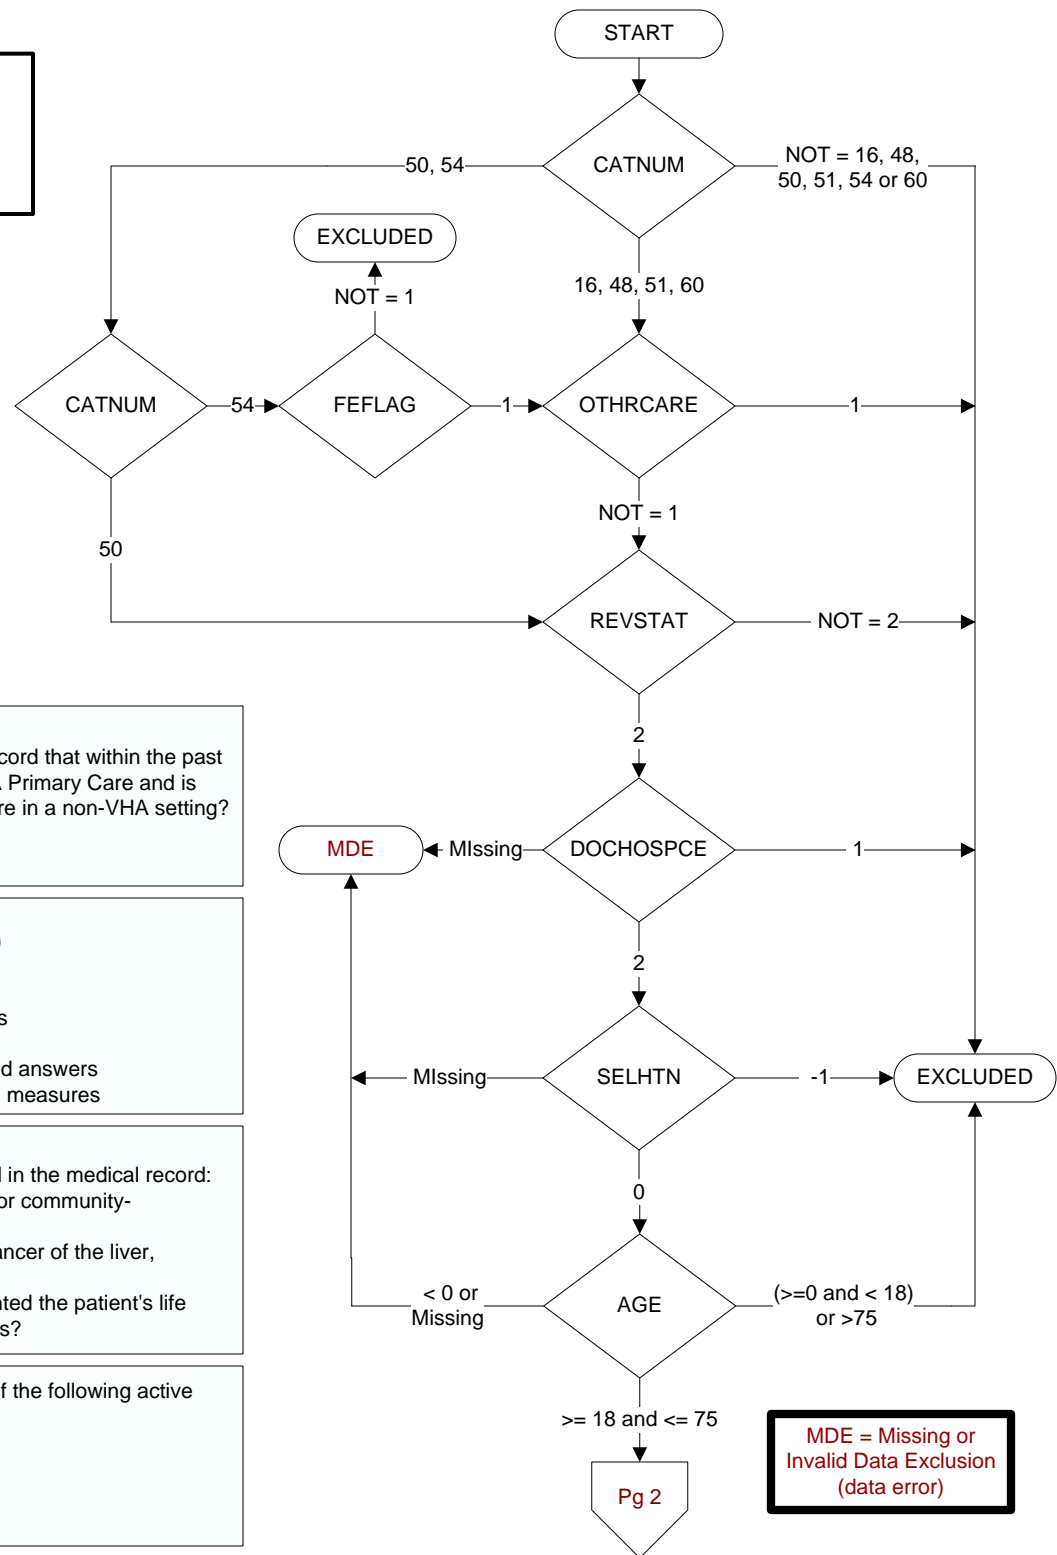 START
CATNUM
50, 54
NOT = 16, 48,
50, 51, 54 or 60
EXCLUDED
NOT = 1
16, 48, 51, 60
CATNUM
54
FEFLAG
1
OTHRCARE
1
NOT = 1
50
REVSTAT
NOT = 2
2
cord that within the past
A Primary Care and is
re in a non-VHA setting?
MDE
MIssing
DOCHOSPCE
1
2
s
d answers
measures
MIssing
SELHTN
-1
EXCLUDED
0
l in the medical record:
or community-
ancer of the liver,
nted the patient's life
s?
< 0 or
Missing
AGE
(>=0 and < 18)
or >75
f the following active
>= 18 and <= 75
Pg 2
MDE = Missing or
Invalid Data Exclusion
(data error)